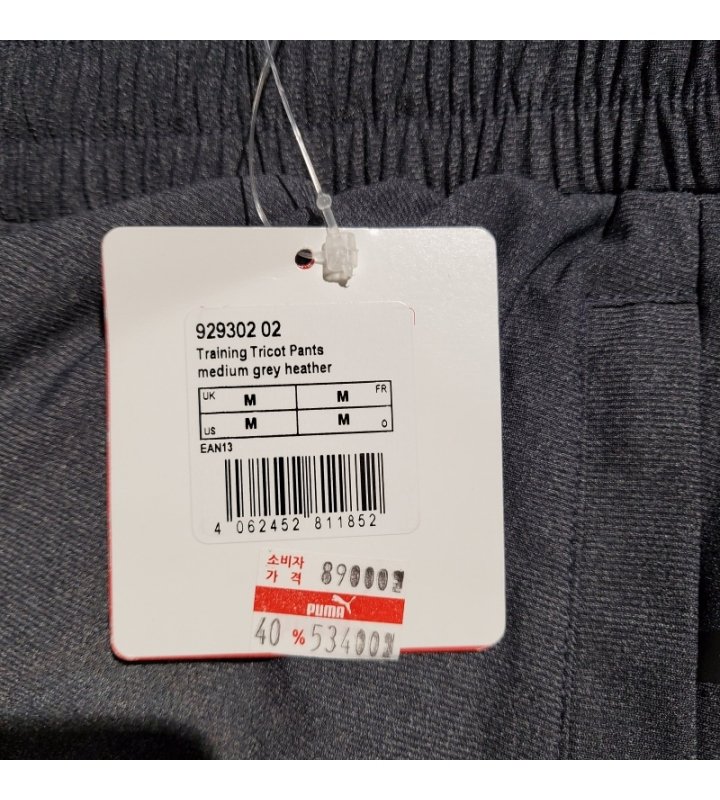 929302 02
Training Tricot Pants
medium grey heather
UK M M FR
US M M O
EAN13
4 062452 811852
소비자
가 격 89000원
PUMA
40 % 53400원